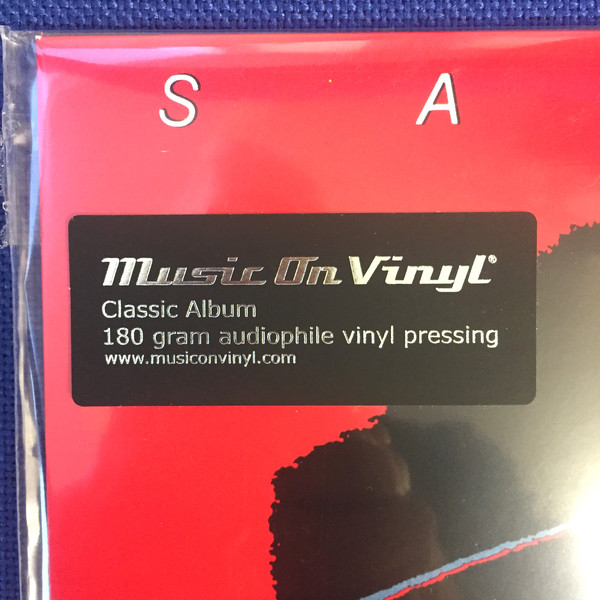 S A
Music On Vinyl®
Classic Album
180 gram audiophile vinyl pressing
www.musiconvinyl.com